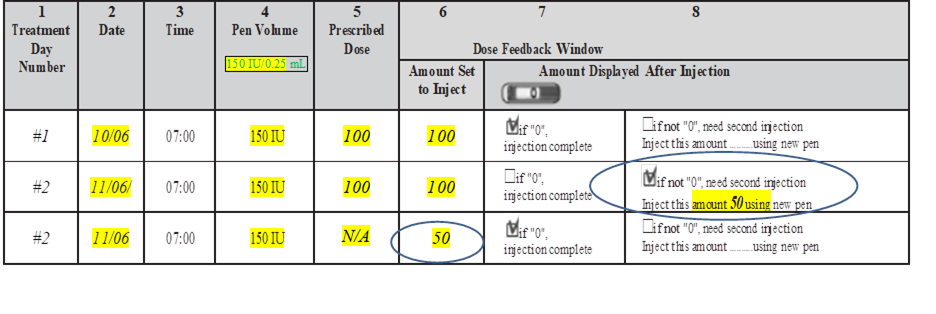 1 2 3 4 5 6 7 8
Treatment Day Number
Date
Time
Pen Volume
150 IU/0.25 mL
Prescribed Dose
Dose Feedback Window
Amount Set to Inject
Amount Displayed After Injection
0
#1 10/06 07:00 150 IU 100 100
☑if "0",
injection complete
☐if not "0", need second injection
Inject this amount ..........using new pen
#2 11/06/ 07:00 150 IU 100 100
☐if "0",
injection complete
☑if not "0", need second injection
Inject this amount 50 using new pen
#2 11/06 07:00 150 IU N/A 50
☑if "0",
injection complete
☐if not "0", need second injection
Inject this amount ..........using new pen